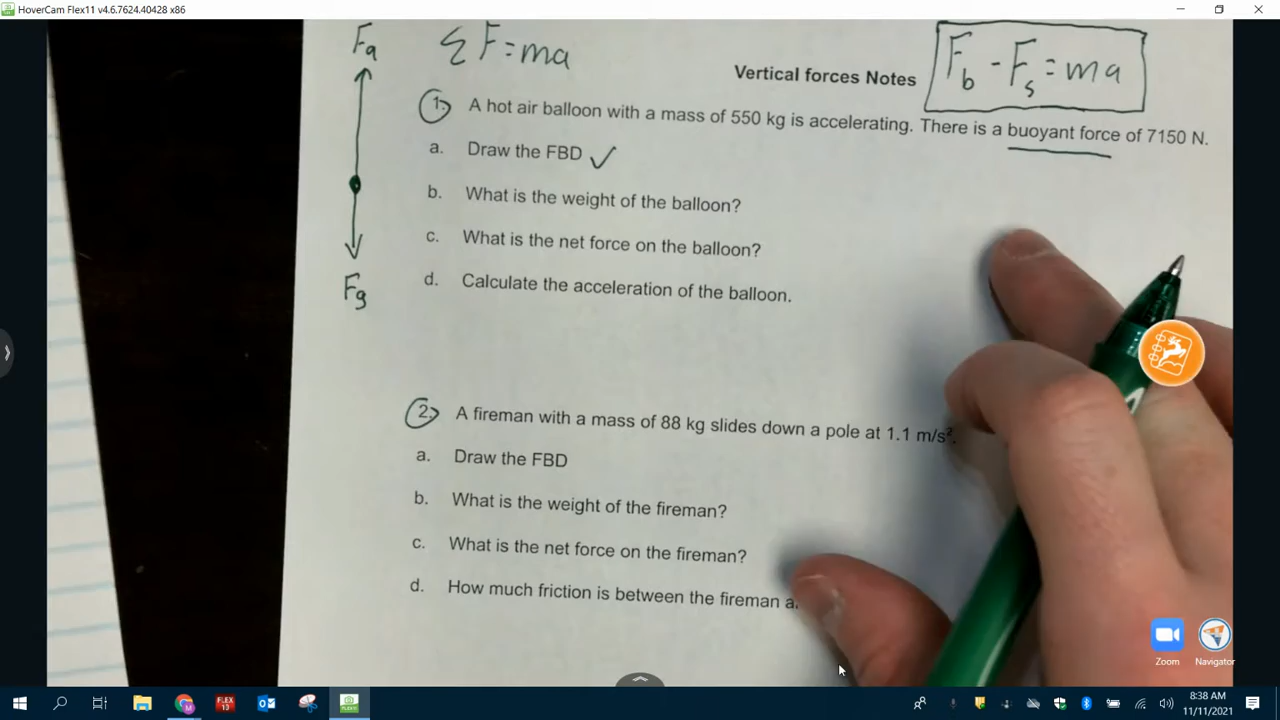 HoverCam Flex11 v4.6.7624.40428 x86
Fa
Σ F = ma
Vertical forces Notes
Fb - Fs = ma
1. A hot air balloon with a mass of 550 kg is accelerating. There is a buoyant force of 7150 N.
a. Draw the FBD ✓
b. What is the weight of the balloon?
c. What is the net force on the balloon?
d. Calculate the acceleration of the balloon.
Fg
2. A fireman with a mass of 88 kg slides down a pole at 1.1 m/s².
a. Draw the FBD
b. What is the weight of the fireman?
c. What is the net force on the fireman?
d. How much friction is between the fireman
Zoom
Navigator
FLEX
8:38 AM
11/11/2021